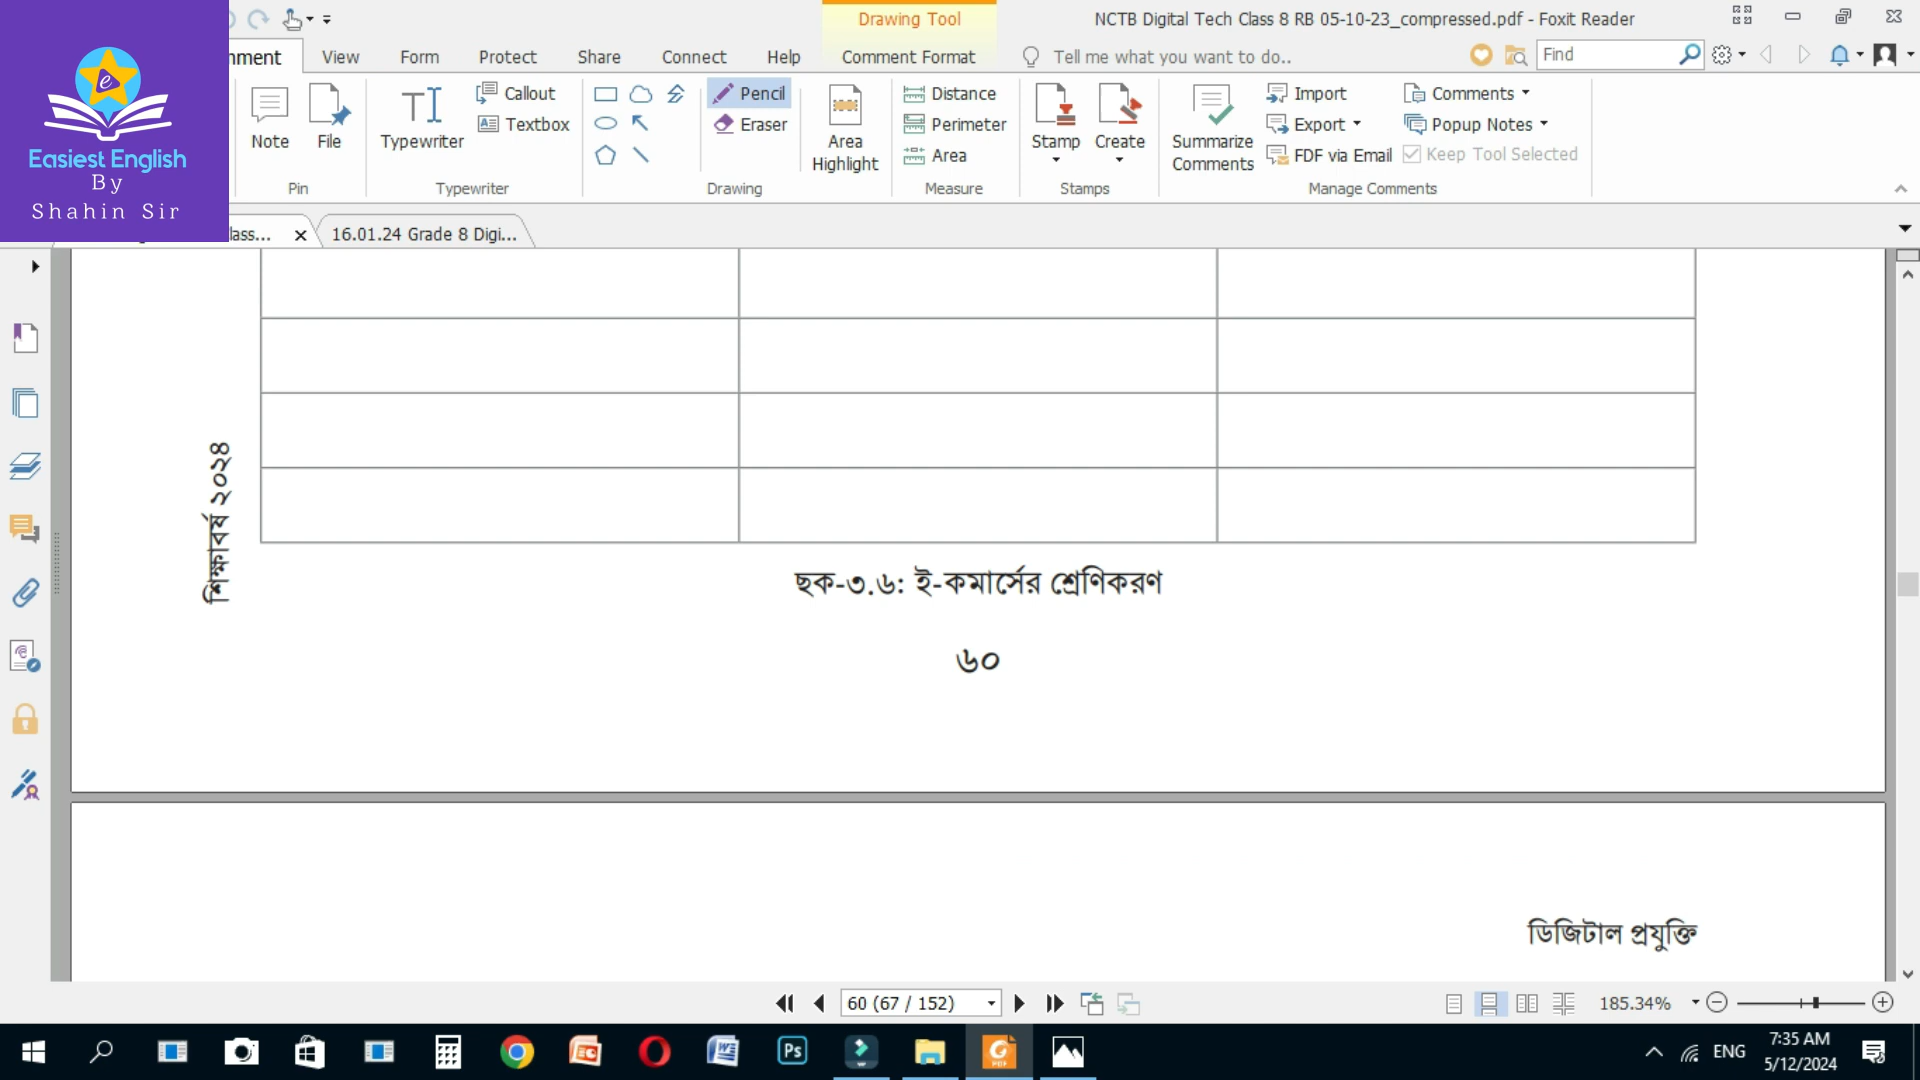 Drawing Tool
NCTB Digital Tech Class 8 RB 05-10-23_compressed.pdf - Foxit Reader
View Form Protect Share Connect Help Comment Format Tell me what you want to do.. Find
Note File Typewriter Callout Textbox
Pencil Eraser Area Highlight
Distance Perimeter Area
Stamp Create Summarize Comments
Import Export FDF via Email
Comments Popup Notes Keep Tool Selected
Pin Typewriter Drawing Measure Stamps Manage Comments
Easiest English
By
Shahin Sir
lass... 16.01.24 Grade 8 Digi...
শিক্ষাবর্ষ ২০২৪
ছক-৩.৬: ই-কমার্সের শ্রেণিকরণ
৬০
ডিজিটাল প্রযুক্তি
60 (67 / 152) 185.34%
ENG 7:35 AM
5/12/2024